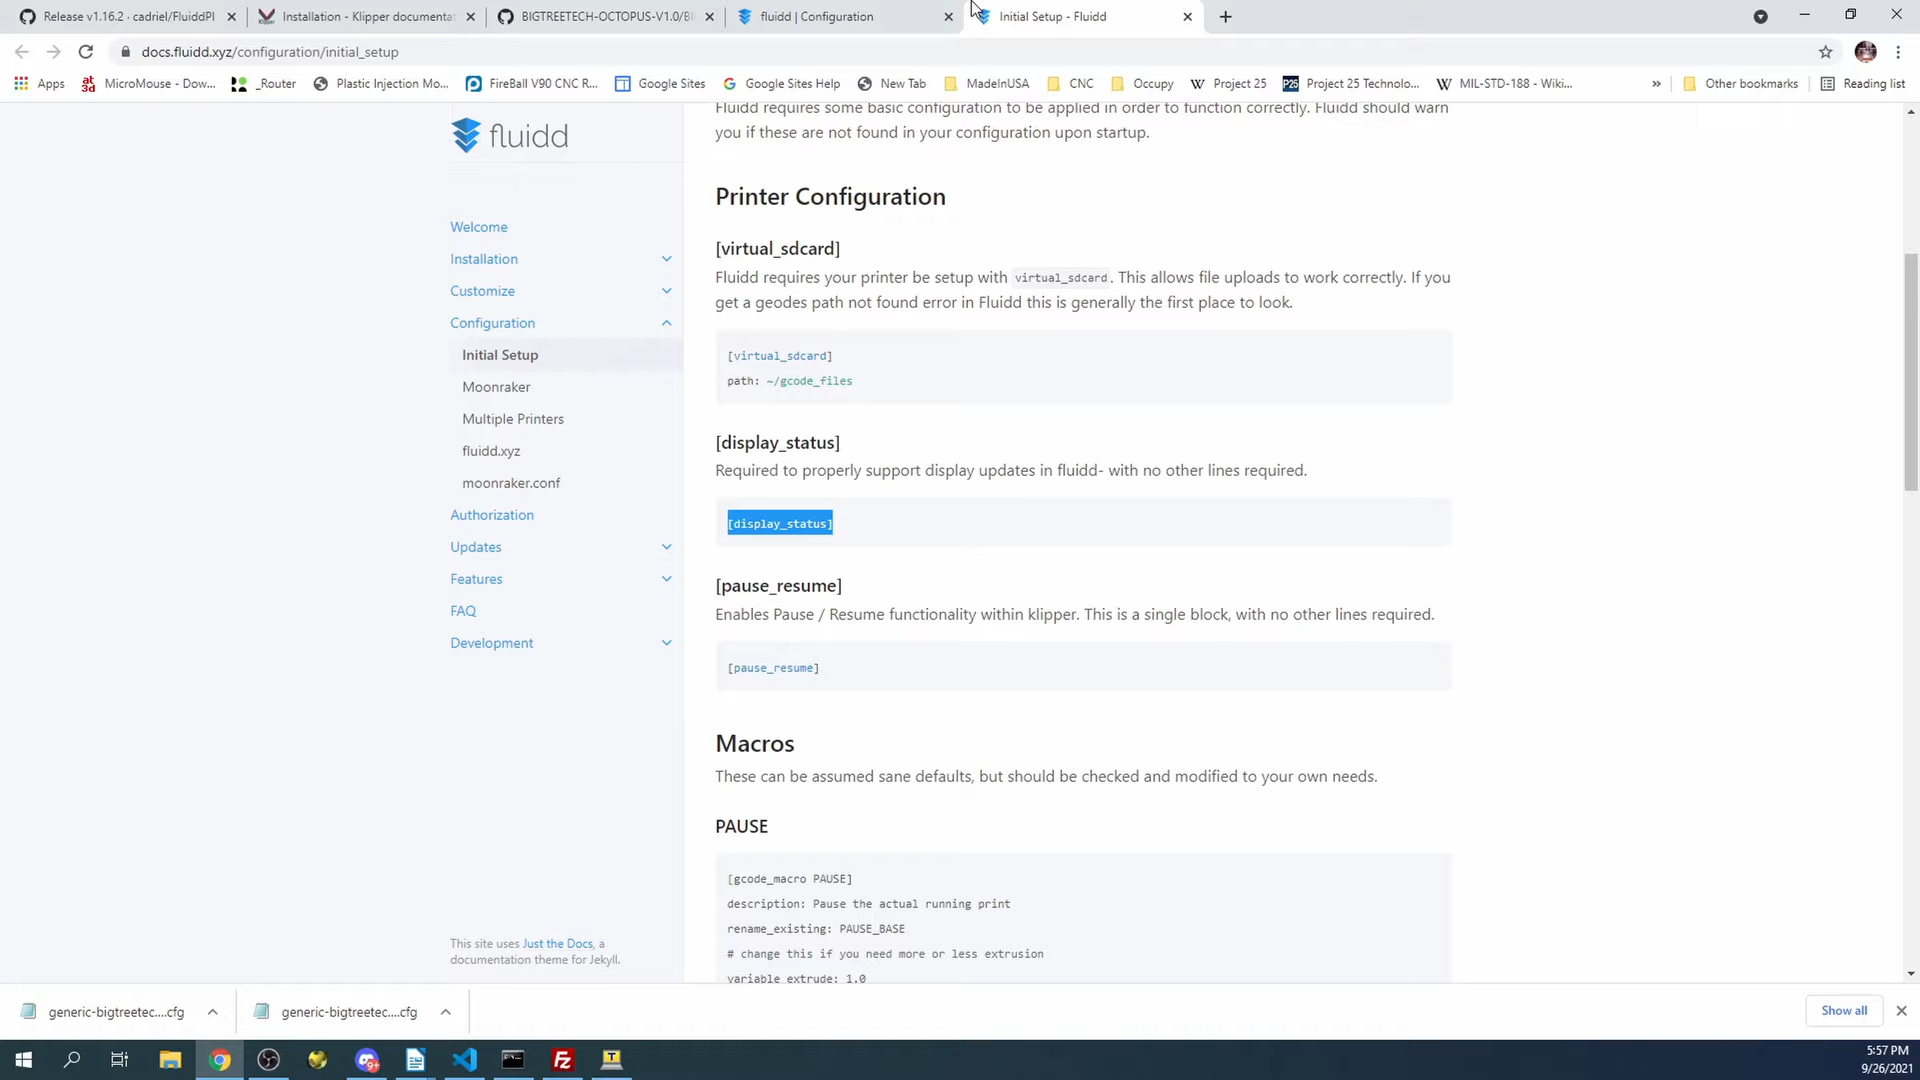 Release v1.16.2 - cadriel/FluiddPI
Installation - Klipper documentat
BIGTREETECH-OCTOPUS-V1.0/BI
fluidd | Configuration
Initial Setup - Fluidd
docs.fluidd.xyz/configuration/initial_setup
Apps
MicroMouse - Dow...
_Router
Plastic Injection Mo...
FireBall V90 CNC R...
Google Sites
Google Sites Help
New Tab
MadeInUSA
CNC
Occupy
Project 25
Project 25 Technolo...
MIL-STD-188 - Wiki...
»
Other bookmarks
Reading list
fluidd
Welcome
Installation
Customize
Configuration
Initial Setup
Moonraker
Multiple Printers
fluidd.xyz
moonraker.conf
Authorization
Updates
Features
FAQ
Development
This site uses Just the Docs, a
documentation theme for Jekyll.
Fluidd requires some basic configuration to be applied in order to function correctly. Fluidd should warn
you if these are not found in your configuration upon startup.
Printer Configuration
[virtual_sdcard]
Fluidd requires your printer be setup with virtual_sdcard. This allows file uploads to work correctly. If you
get a geodes path not found error in Fluidd this is generally the first place to look.
[virtual_sdcard]
path: ~/gcode_files
[display_status]
Required to properly support display updates in fluidd- with no other lines required.
[display_status]
[pause_resume]
Enables Pause / Resume functionality within klipper. This is a single block, with no other lines required.
[pause_resume]
Macros
These can be assumed sane defaults, but should be checked and modified to your own needs.
PAUSE
[gcode_macro PAUSE]
description: Pause the actual running print
rename_existing: PAUSE_BASE
# change this if you need more or less extrusion
variable_extrude: 1.0
generic-bigtreetec....cfg
generic-bigtreetec....cfg
Show all
9+
5:57 PM
9/26/2021